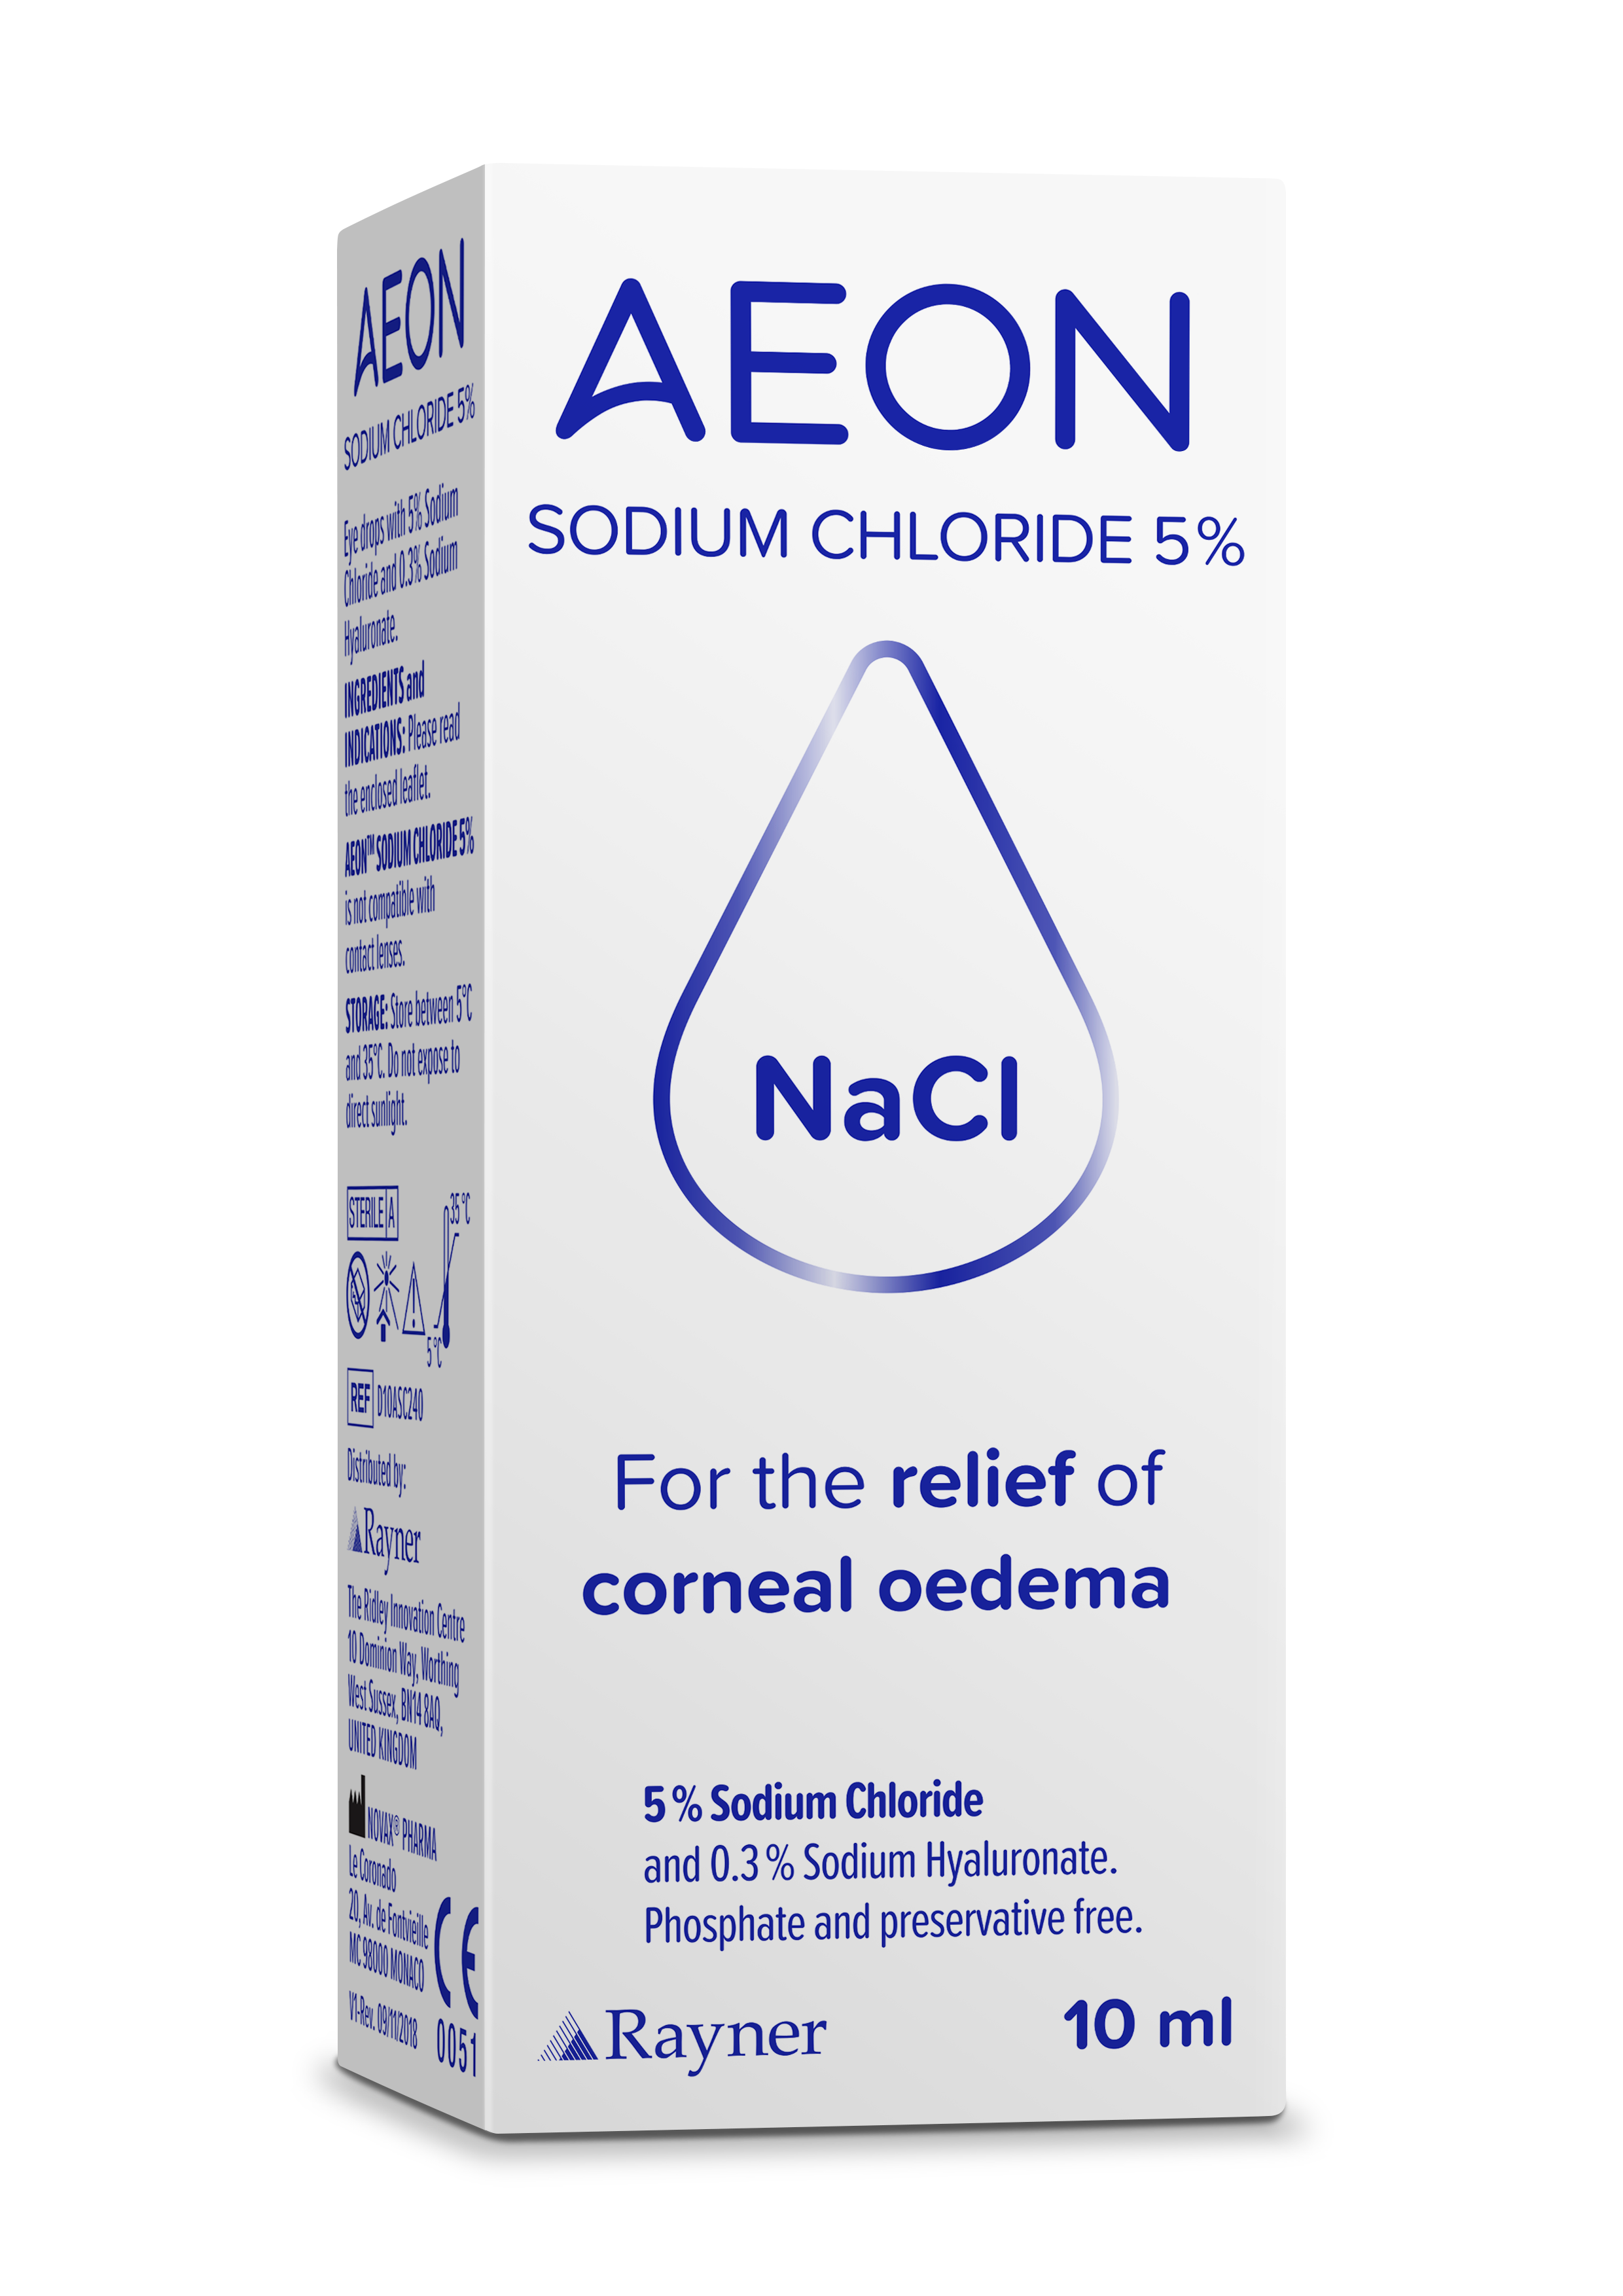 AEON
SODIUM CHLORIDE 5%
NaCl
For the relief of
corneal oedema
5% Sodium Chloride
and 0.3% Sodium Hyaluronate.
Phosphate and preservative free.
Rayner
10 ml
AEON
SODIUM CHLORIDE 5%
Eye drops with 5% Sodium
Chloride and 0.3% Sodium
Hyaluronate.
INGREDIENTS and
INDICATIONS: Please read
the enclosed leaflet.
AEON™ SODIUM CHLORIDE 5%
is not compatible with
contact lenses.
STORAGE: Store between 5°C
and 35°C. Do not expose to
direct sunlight.
STERILE A
35 °C
5 °C
REF D10ASC240
Distributed by:
Rayner
The Ridley Innovation Centre
10 Dominion Way, Worthing
West Sussex, BN14 8AQ,
UNITED KINGDOM
NOVAX® PHARMA
Le Coronado
20, Av. de Fontvieille
MC 98000 MONACO
CE
V1-Rev. 09/11/2018
0051